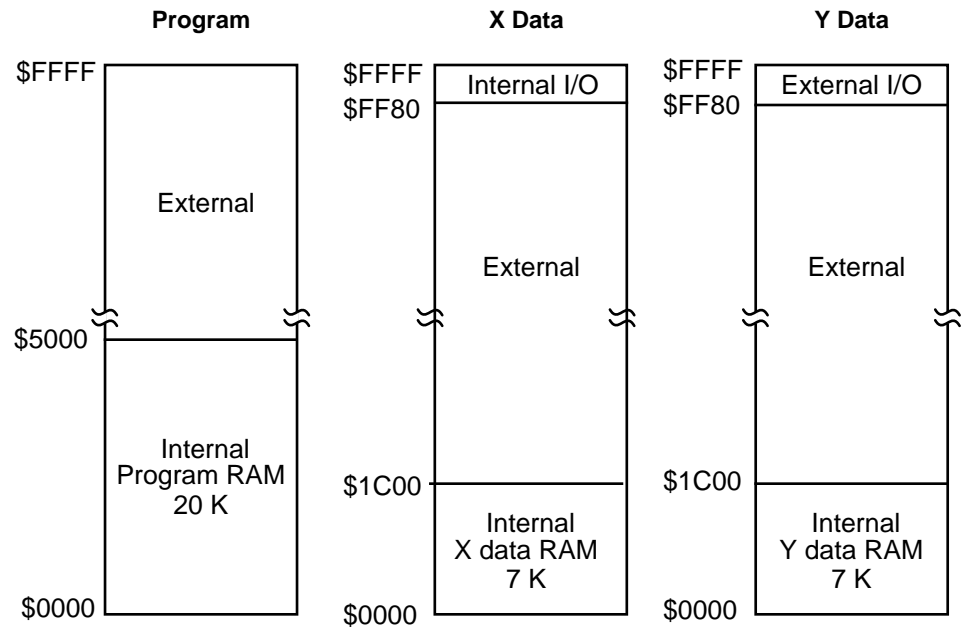 Program
$FFFF
External
$5000
Internal
Program RAM
20 K
$0000
X Data
$FFFF
Internal I/O
$FF80
External
$1C00
Internal
X data RAM
7 K
$0000
Y Data
$FFFF
External I/O
$FF80
External
$1C00
Internal
Y data RAM
7 K
$0000